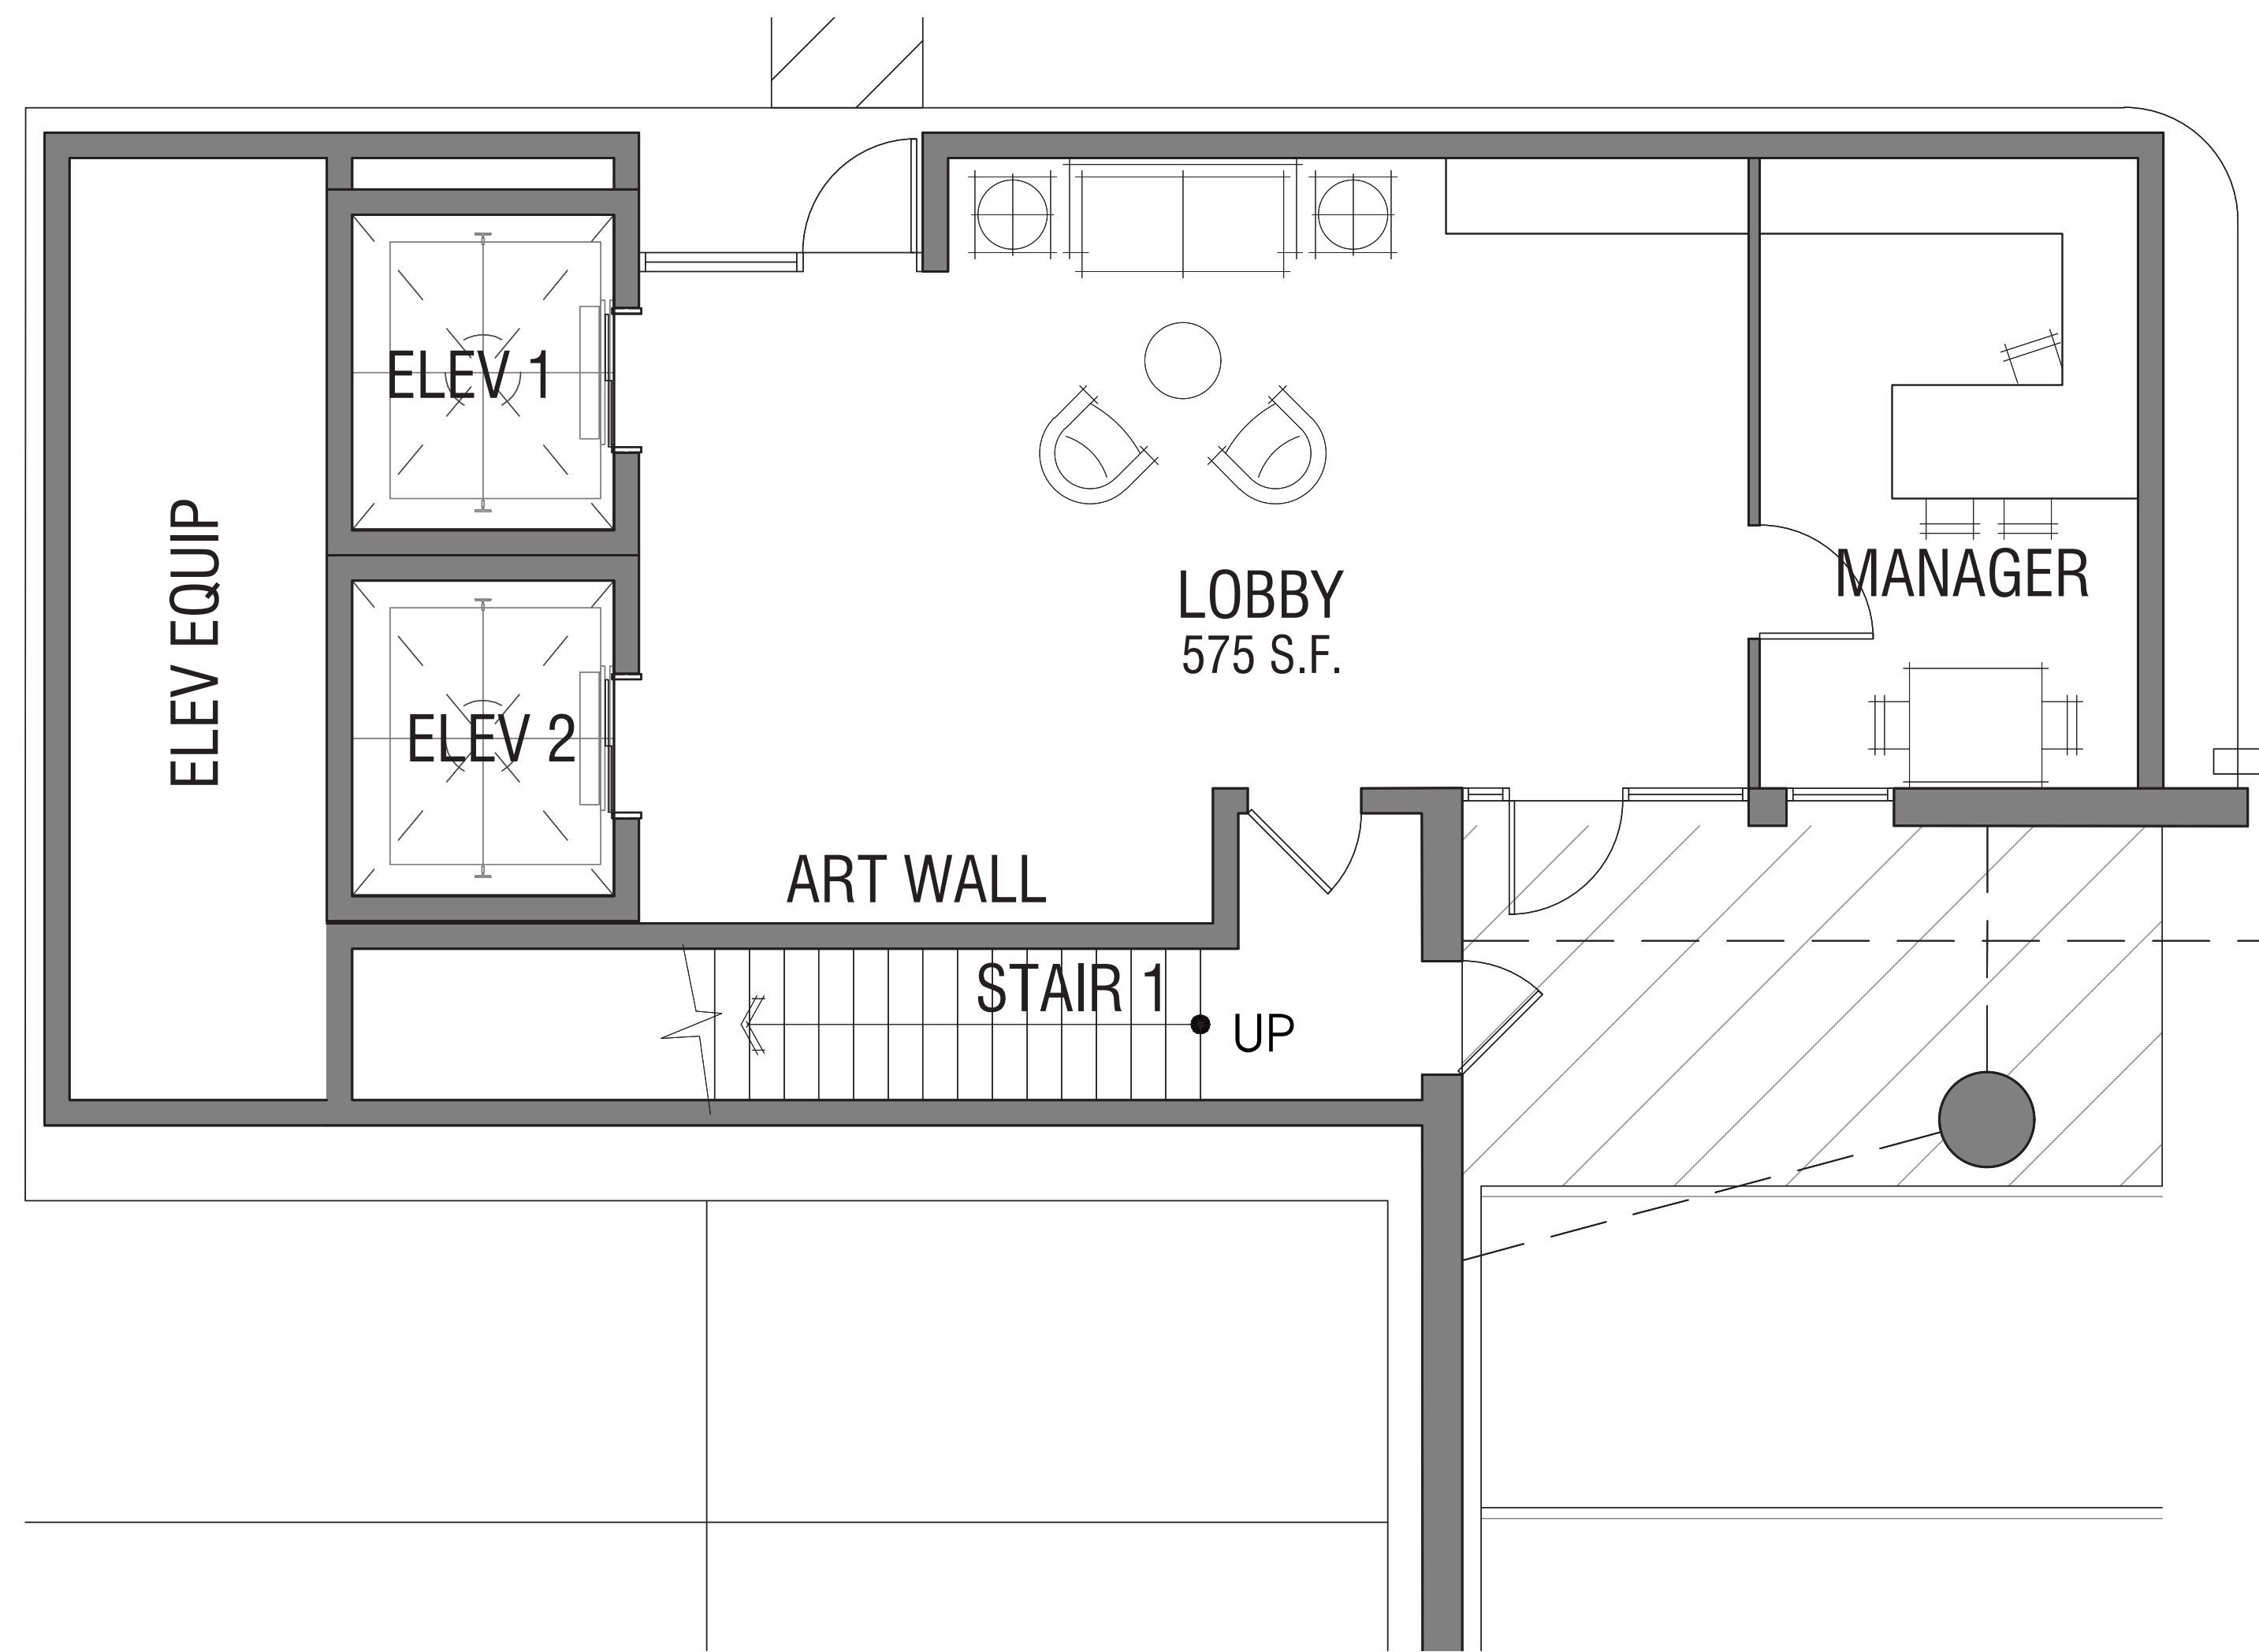 ELEV 1
ELEV EQUIP
LOBBY
575 S.F.
MANAGER
ELEV 2
ART WALL
STAIR 1
UP